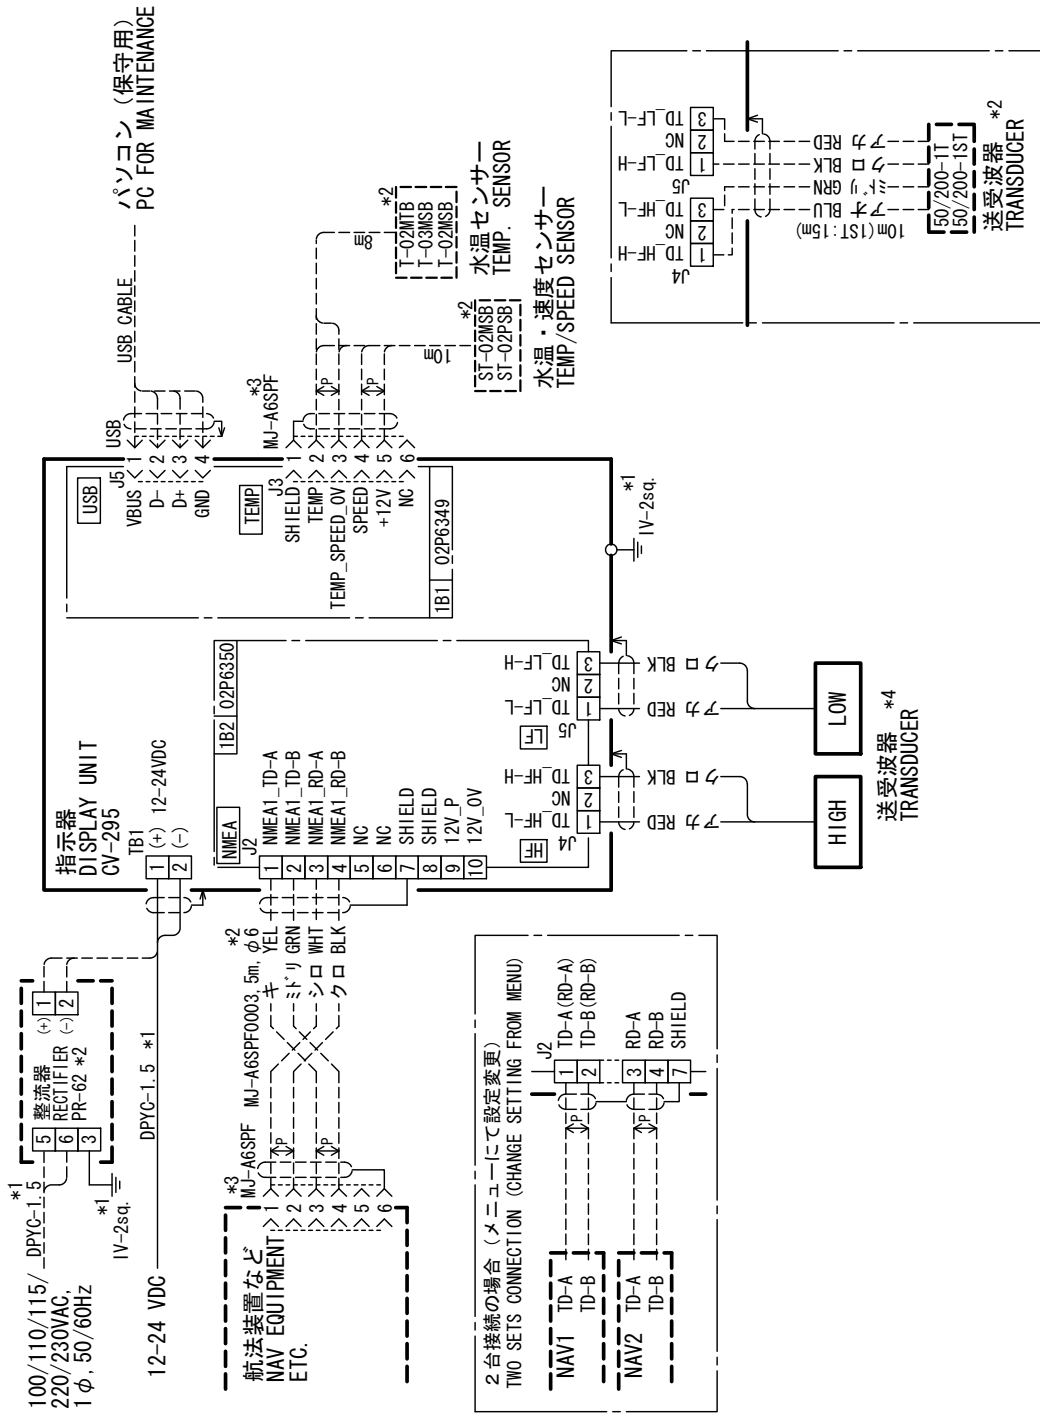 100/110/115/
220/230VAC,
1φ, 50/60Hz
*1
DPYC-1.5
5
6
3
整流器
RECTIFIER
PR-62 *2
(+)
(-)
1
2
*1
IV-2sq.
12-24 VDC
DPYC-1.5 *1
指示器
DISPLAY UNIT
CV-295
TB1
1 (+) 12-24VDC
2 (-)
航法装置など
NAV EQUIPMENT
ETC.
*3
MJ-A6SPF
1
2
3
4
5
6
P
P
*2
MJ-A6SPF0003, 5m, φ6
キ YEL
ミドリ GRN
シロ WHT
クロ BLK
NMEA
J2
1 NMEA1_TD-A
2 NMEA1_TD-B
3 NMEA1_RD-A
4 NMEA1_RD-B
5 NC
6 NC
7 SHIELD
8 SHIELD
9 12V_P
10 12V_0V
1B2 02P6350
HF
J4
1 TD_HF-L
2 NC
3 TD_HF-H
LF
J5
1 TD_LF-L
2 NC
3 TD_LF-H
アカ RED
クロ BLK
アカ RED
クロ BLK
HIGH
LOW
送受波器 *4
TRANSDUCER
USB
J5
USB
VBUS 1
D- 2
D+ 3
GND 4
USB CABLE
パソコン (保守用)
PC FOR MAINTENANCE
TEMP
J3
*3
MJ-A6SPF
SHIELD 1
TEMP 2
TEMP_SPEED_0V 3
SPEED 4
+12V 5
NC 6
P
P
1B1 02P6349
8m
*2
T-02MTB
T-03MSB
T-02MSB
水温センサー
TEMP. SENSOR
10m
*2
ST-02MSB
ST-02PSB
水温・速度センサー
TEMP/SPEED SENSOR
*1
IV-2sq.
2台接続の場合 (メニューにて設定変更)
TWO SETS CONNECTION (CHANGE SETTING FROM MENU)
NAV1
TD-A
TD-B
P
J2
1 TD-A(RD-A)
2 TD-B(RD-B)
NAV2
TD-A
TD-B
P
3 RD-A
4 RD-B
7 SHIELD
J4
1 TD_HF-H
2 NC
3 TD_HF-L
J5
1 TD_LF-H
2 NC
3 TD_LF-L
10m(1ST:15m)
アオ BLU
ミドリ GRN
クロ BLK
アカ RED
50/200-1T
50/200-1ST
送受波器 *2
TRANSDUCER